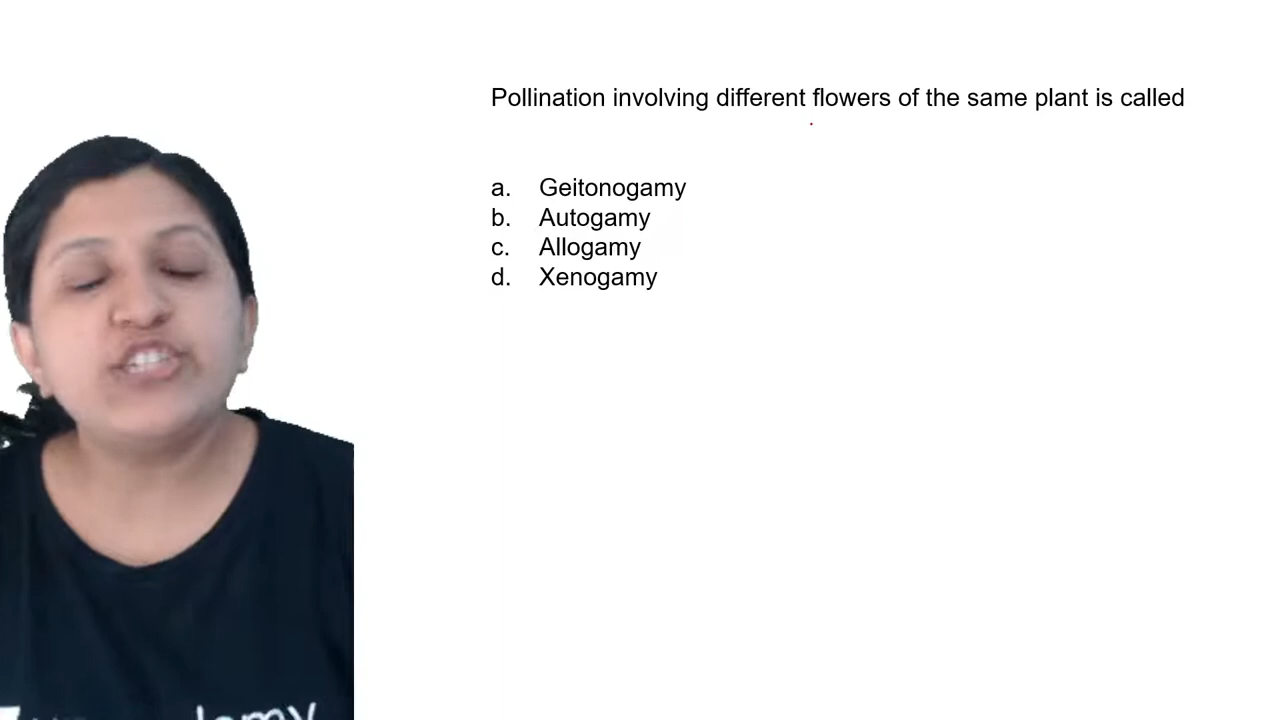 Pollination involving different flowers of the same plant is called
a. Geitonogamy
b. Autogamy
c. Allogamy
d. Xenogamy